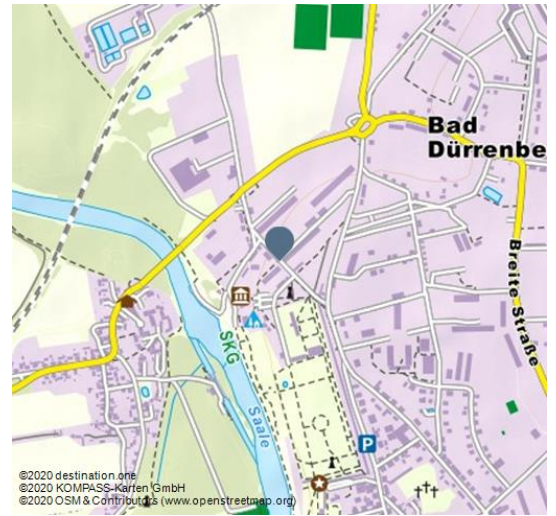 Bad
Dürrenbe
Breite Straße
SKG
Saale
P
©2020 destination.one
©2020 KOMPASS-Karten GmbH
©2020 OSM & Contributors (www.openstreetmap.org)